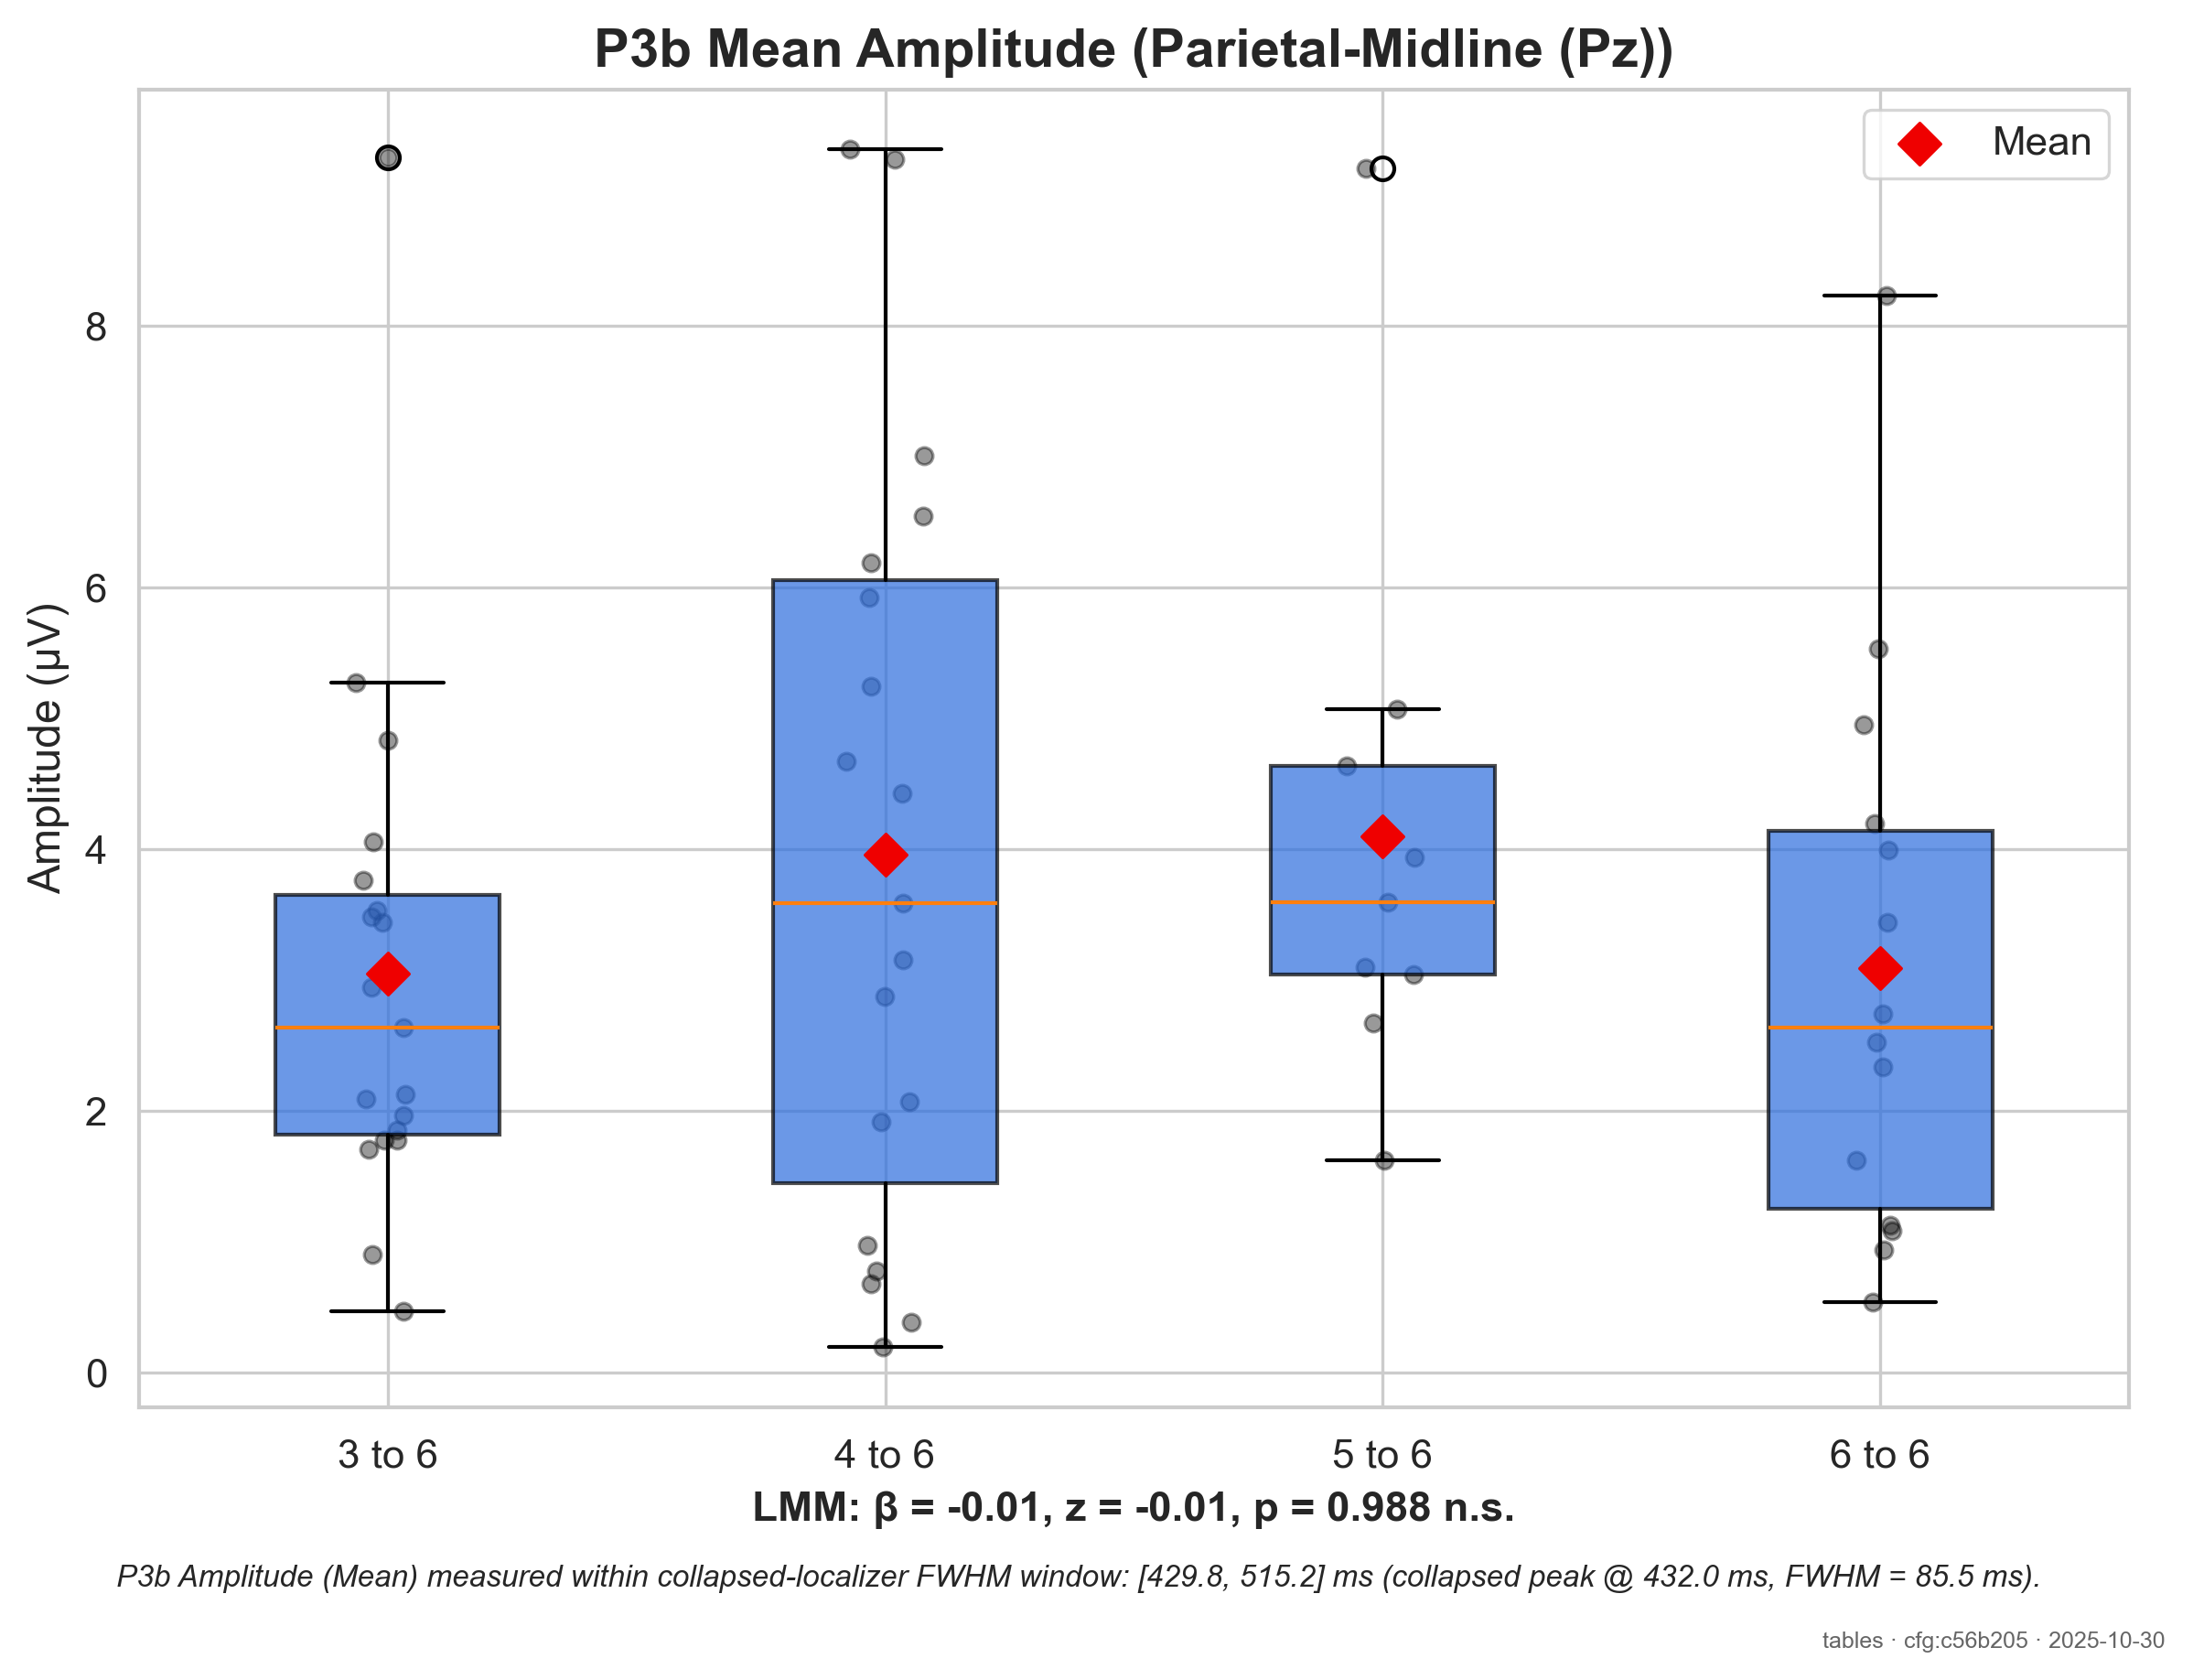 P3b Mean Amplitude (Parietal-Midline (Pz))
Mean
Amplitude (µV)
8
6
4
2
0
3 to 6
4 to 6
5 to 6
6 to 6
LMM: β = -0.01, z = -0.01, p = 0.988 n.s.
P3b Amplitude (Mean) measured within collapsed-localizer FWHM window: [429.8, 515.2] ms (collapsed peak @ 432.0 ms, FWHM = 85.5 ms).
tables · cfg:c56b205 · 2025-10-30